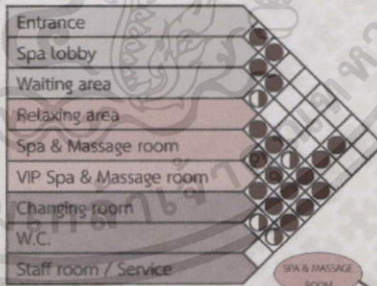 Entrance
Spa lobby
Waiting area
Relaxing area
Spa & Massage room
VIP Spa & Massage room
Changing room
W.C.
Staff room / Service
SPA & MASSAGE
ROOM